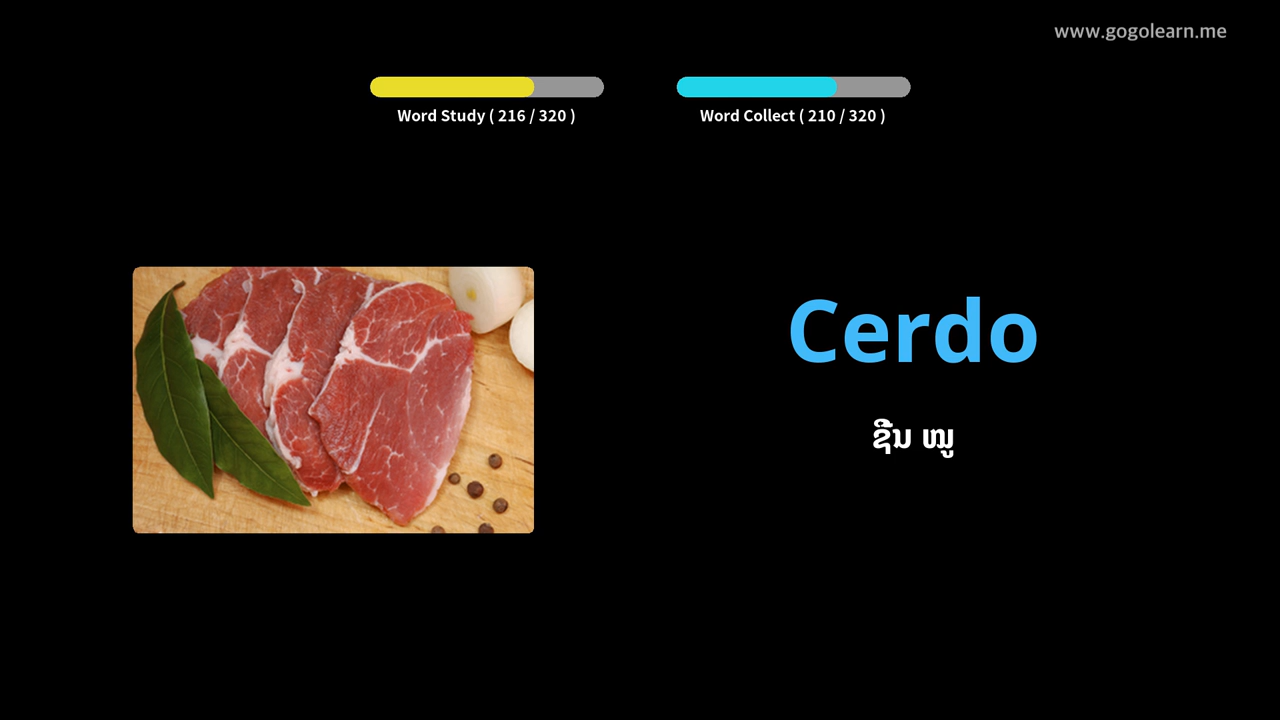 www.gogolearn.me
Word Study ( 216 / 320 )
Word Collect ( 210 / 320 )
Cerdo
ຊີ້ນ ໝູ